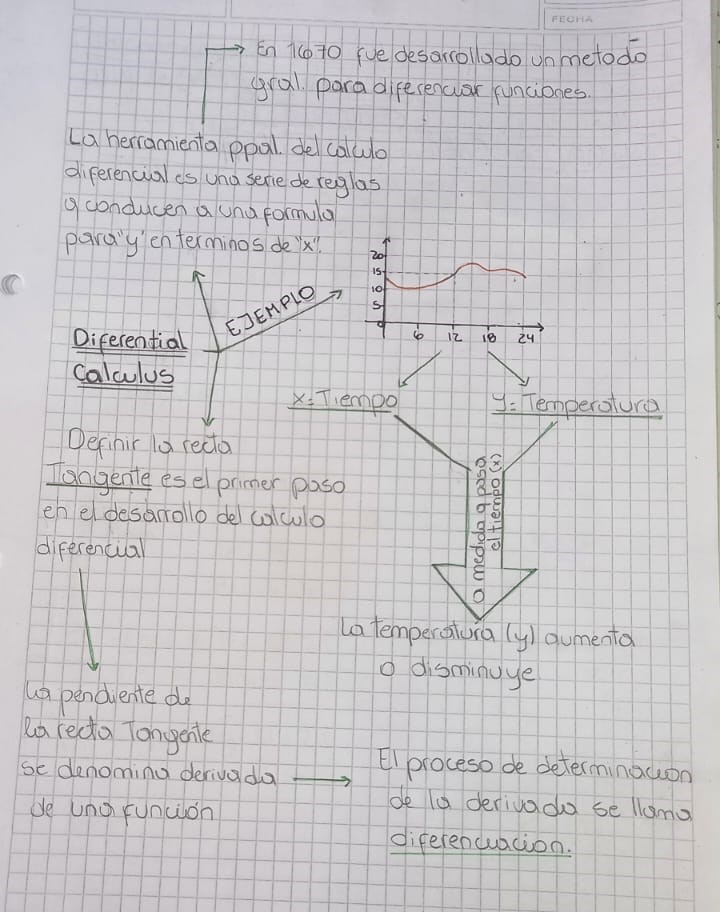 FECHA
En 1670 fue desarrollado un metodo
gral. para diferenciar funciones.
La herramienta ppal. del calculo
diferencial es una serie de reglas
q conducen a una formula
para "y" en terminos de "x".
EJEMPLO
20
15
10
5
0
6 12 18 24
Diferential
Calculus
x = Tiempo
y = Temperatura
Definir la recta
Tangente es el primer paso
en el desarrollo del calculo
diferencial
a medida q pasa
el tiempo (x)
La temperatura (y) aumenta
o disminuye
La pendiente de
la recta Tangente
se denomina derivada
de una función
El proceso de determinacion
de la derivada se llama
diferenciacion.